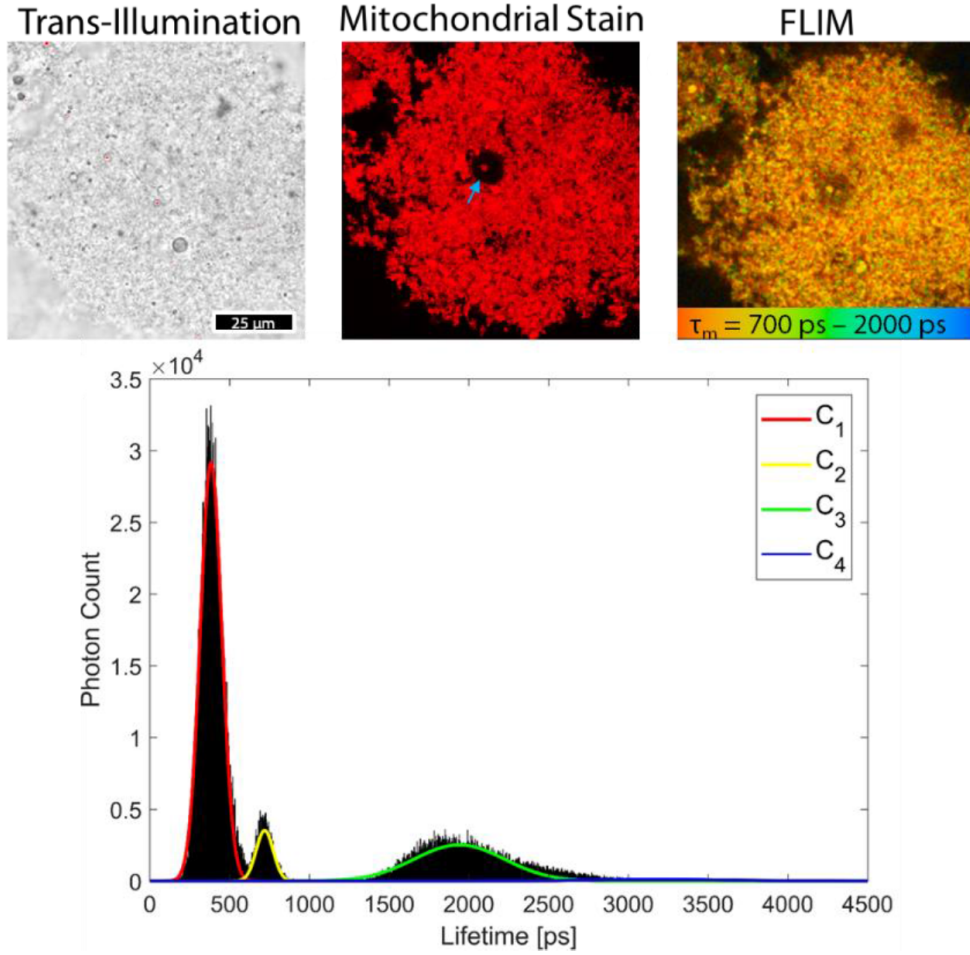 Trans-Illumination
Mitochondrial Stain
FLIM
25 µm
τm = 700 ps – 2000 ps
×10⁴
3.5
3
2.5
2
1.5
1
0.5
0
Photon Count
C1
C2
C3
C4
0 500 1000 1500 2000 2500 3000 3500 4000 4500
Lifetime [ps]